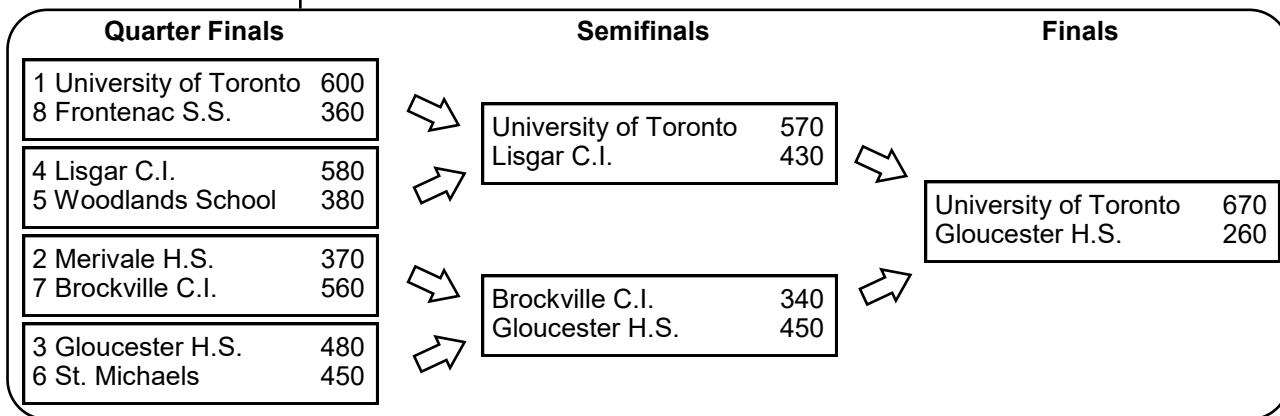 Quarter Finals
1 University of Toronto 600
8 Frontenac S.S. 360
4 Lisgar C.I. 580
5 Woodlands School 380
2 Merivale H.S. 370
7 Brockville C.I. 560
3 Gloucester H.S. 480
6 St. Michaels 450
Semifinals
University of Toronto 570
Lisgar C.I. 430
Brockville C.I. 340
Gloucester H.S. 450
Finals
University of Toronto 670
Gloucester H.S. 260